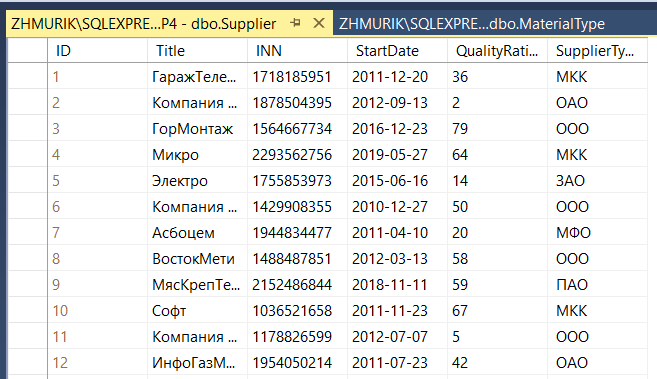 ZHMURIK\SQLEXPRE...P4 - dbo.Supplier ZHMURIK\SQLEXPRE...dbo.MaterialType
ID Title INN StartDate QualityRati... SupplierTy...
1 ГаражТеле... 1718185951 2011-12-20 36 МКК
2 Компания ... 1878504395 2012-09-13 2 ОАО
3 ГорМонтаж 1564667734 2016-12-23 79 ООО
4 Микро 2293562756 2019-05-27 64 МКК
5 Электро 1755853973 2015-06-16 14 ЗАО
6 Компания ... 1429908355 2010-12-27 50 ООО
7 Асбоцем 1944834477 2011-04-10 20 МФО
8 ВостокМети 1488487851 2012-03-13 58 ООО
9 МясКрепТе... 2152486844 2018-11-11 59 ПАО
10 Софт 1036521658 2011-11-23 67 МКК
11 Компания ... 1178826599 2012-07-07 5 ООО
12 ИнфоГазМ... 1954050214 2011-07-23 42 ОАО